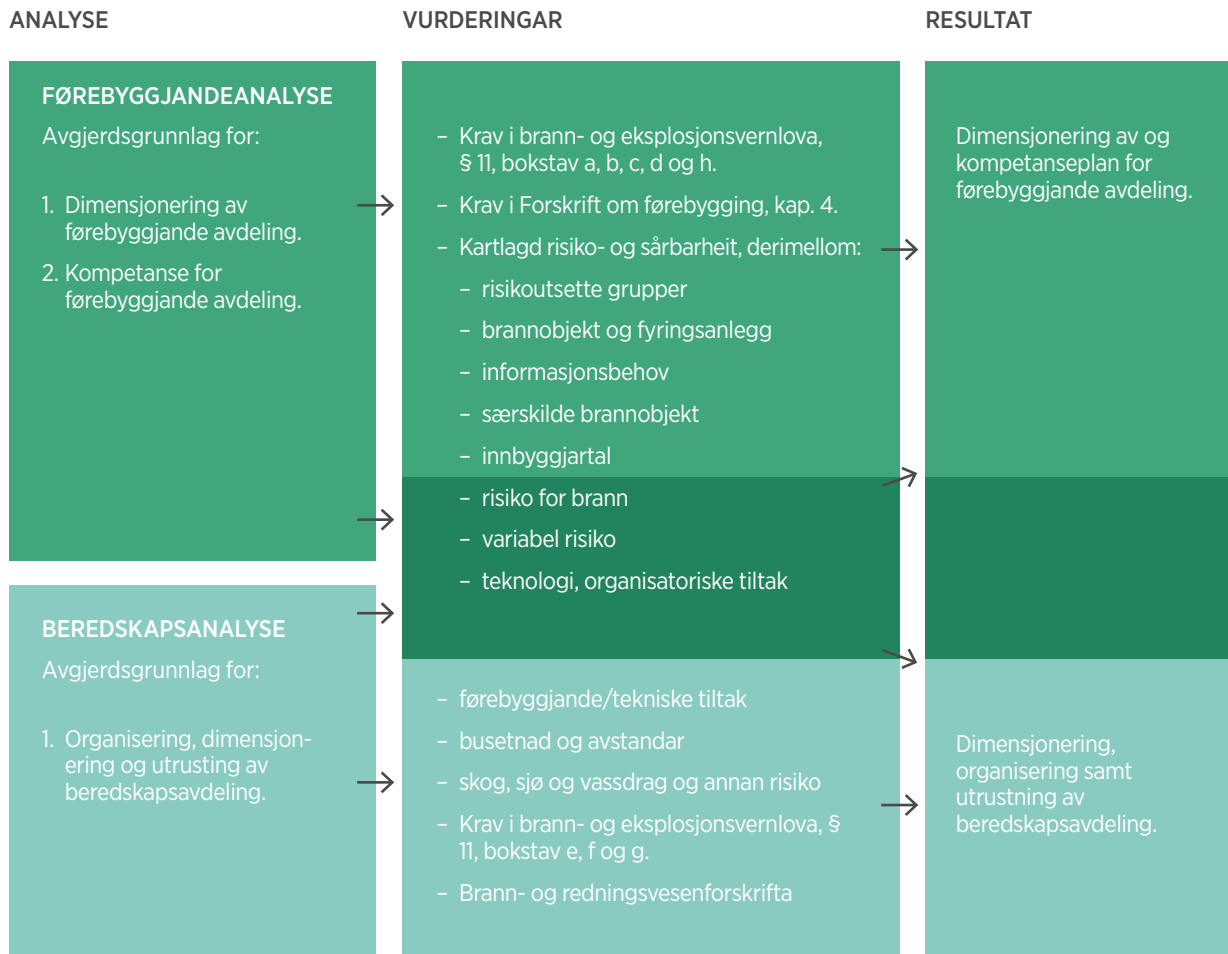 ANALYSE
VURDERINGAR
RESULTAT
FØREBYGGJANDEANALYSE
Avgjerdsgrunnlag for:
1. Dimensjonering av
førebyggjande avdeling.
2. Kompetanse for
førebyggjande avdeling.
BEREDSKAPSANALYSE
Avgjerdsgrunnlag for:
1. Organisering, dimensjon-
ering og utrusting av
beredskapsavdeling.
– Krav i brann- og eksplosjonsvernlova,
§ 11, bokstav a, b, c, d og h.
– Krav i Forskrift om førebygging, kap. 4.
– Kartlagd risiko- og sårbarheit, derimellom:
– risikoutsette grupper
– brannobjekt og fyringsanlegg
– informasjonsbehov
– særskilde brannobjekt
– innbyggjartal
– risiko for brann
– variabel risiko
– teknologi, organisatoriske tiltak
– førebyggjande/tekniske tiltak
– busetnad og avstandar
– skog, sjø og vassdrag og annan risiko
– Krav i brann- og eksplosjonsvernlova, §
11, bokstav e, f og g.
– Brann- og redningsvesenforskrifta
Dimensjonering av og
kompetanseplan for
førebyggjande avdeling.
Dimensjonering,
organisering samt
utrustning av
beredskapsavdeling.